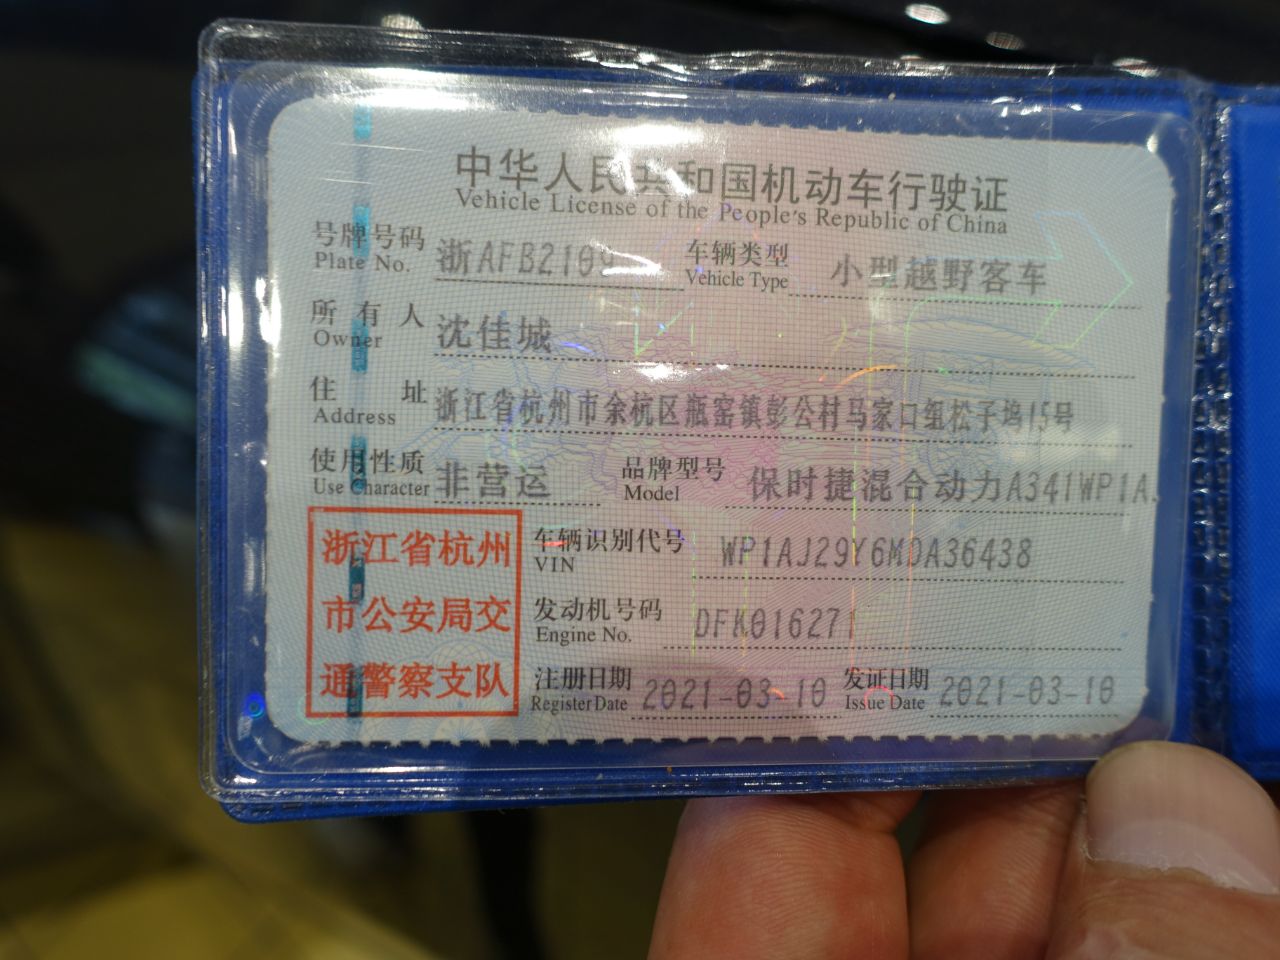 中华人民共和国机动车行驶证
Vehicle License of the People's Republic of China
号牌号码 浙AFB2109 车辆类型 小型越野客车
Plate No. Vehicle Type
所有人 沈佳城
Owner
住址 浙江省杭州市余杭区瓶窑镇彭公村马家口组松子坞15号
Address
使用性质 非营运 品牌型号 保时捷混合动力A341WP1A
Use Character Model
浙江省杭州
市公安局交
通警察支队
车辆识别代号 WP1AJ29Y6MDA36438
VIN
发动机号码 DFK016271
Engine No.
注册日期 2021-03-10 发证日期 2021-03-10
Register Date Issue Date